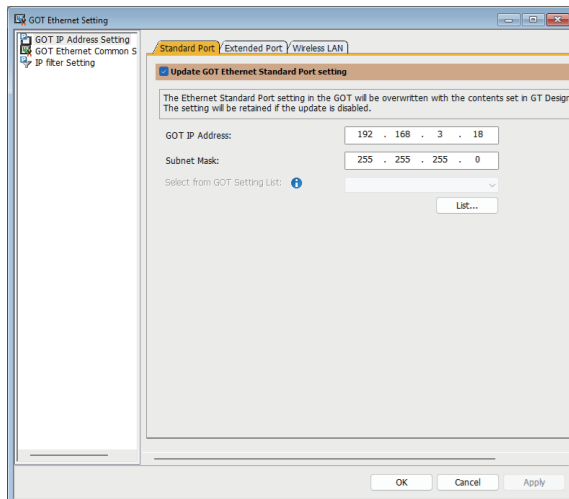 GOT Ethernet Setting
GOT IP Address Setting
GOT Ethernet Common S
IP filter Setting
Standard Port Extended Port Wireless LAN
Update GOT Ethernet Standard Port setting
The Ethernet Standard Port setting in the GOT will be overwritten with the contents set in GT Design
The setting will be retained if the update is disabled.
GOT IP Address: 192 . 168 . 3 . 18
Subnet Mask: 255 . 255 . 255 . 0
Select from GOT Setting List:
List...
OK Cancel Apply